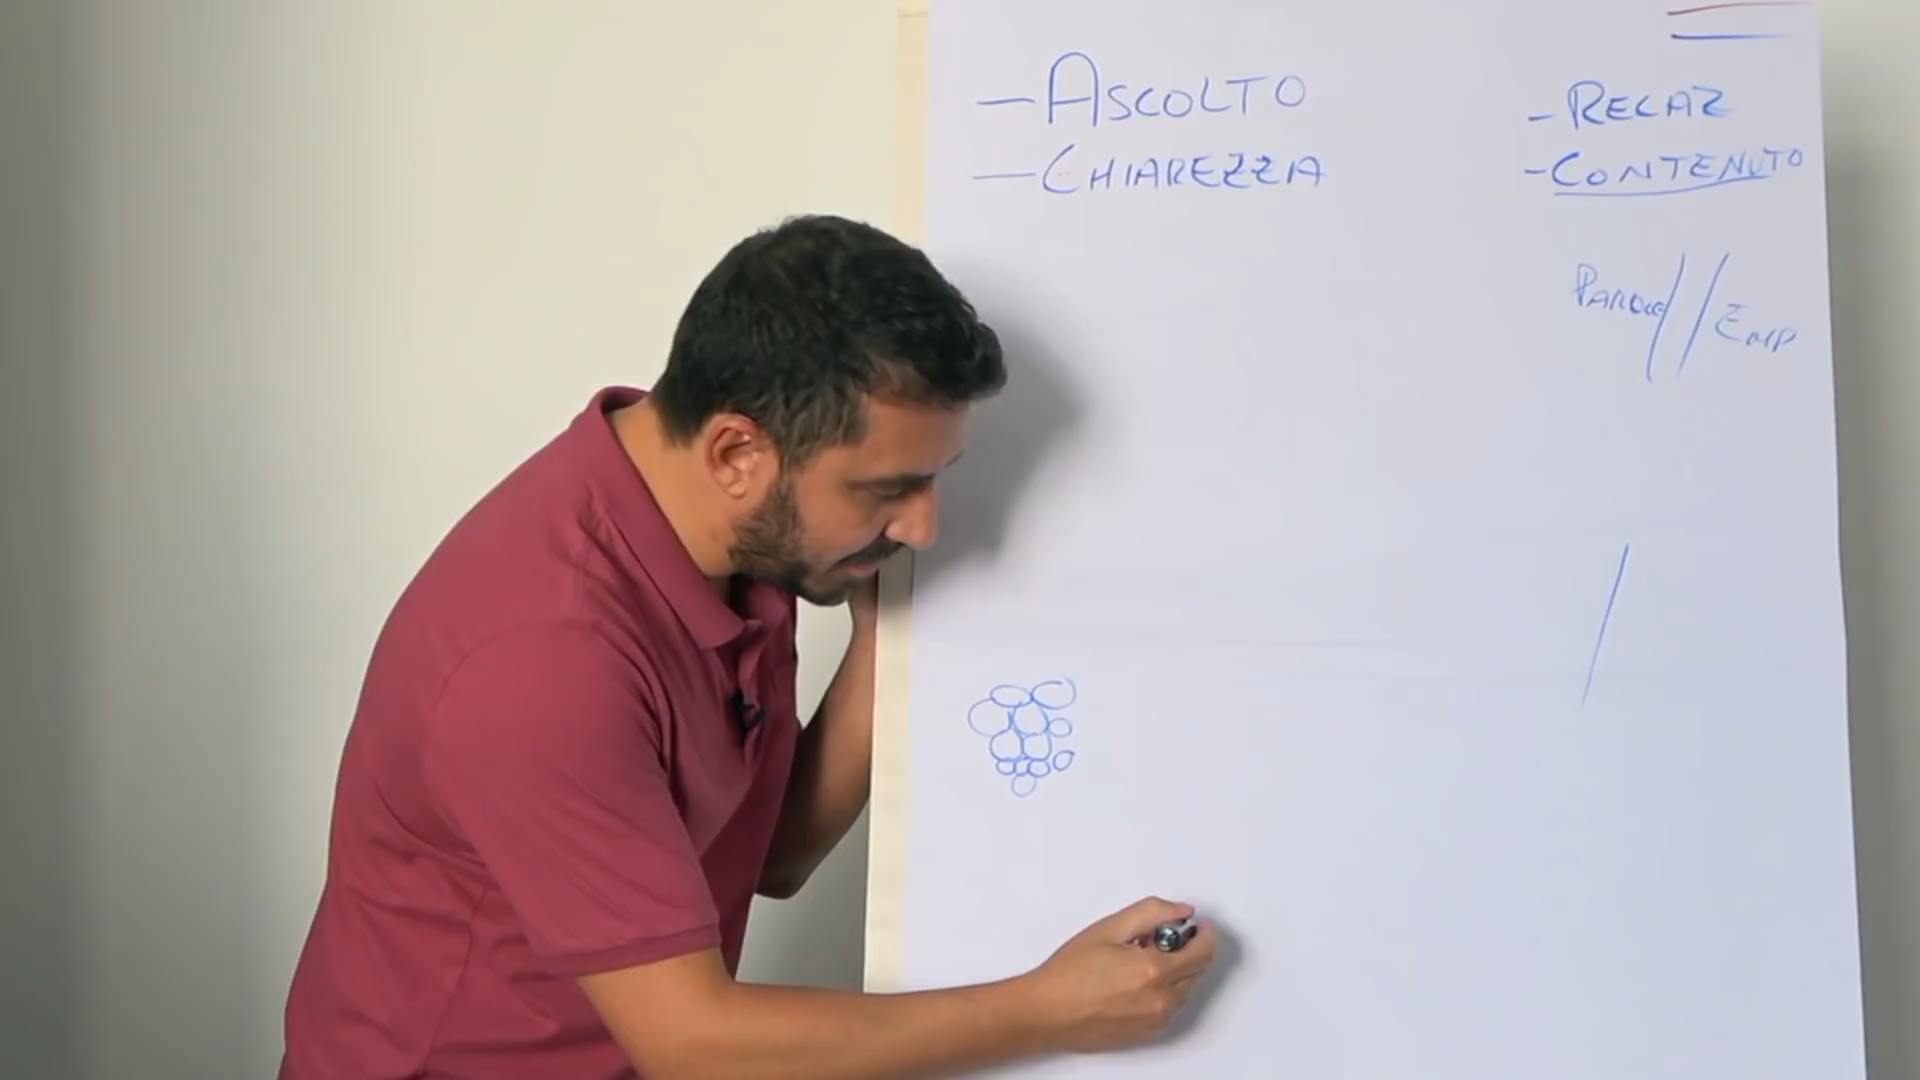 - ASCOLTO
- CHIAREZZA
- RELAZ
- CONTENUTO
PAROLE // EMP